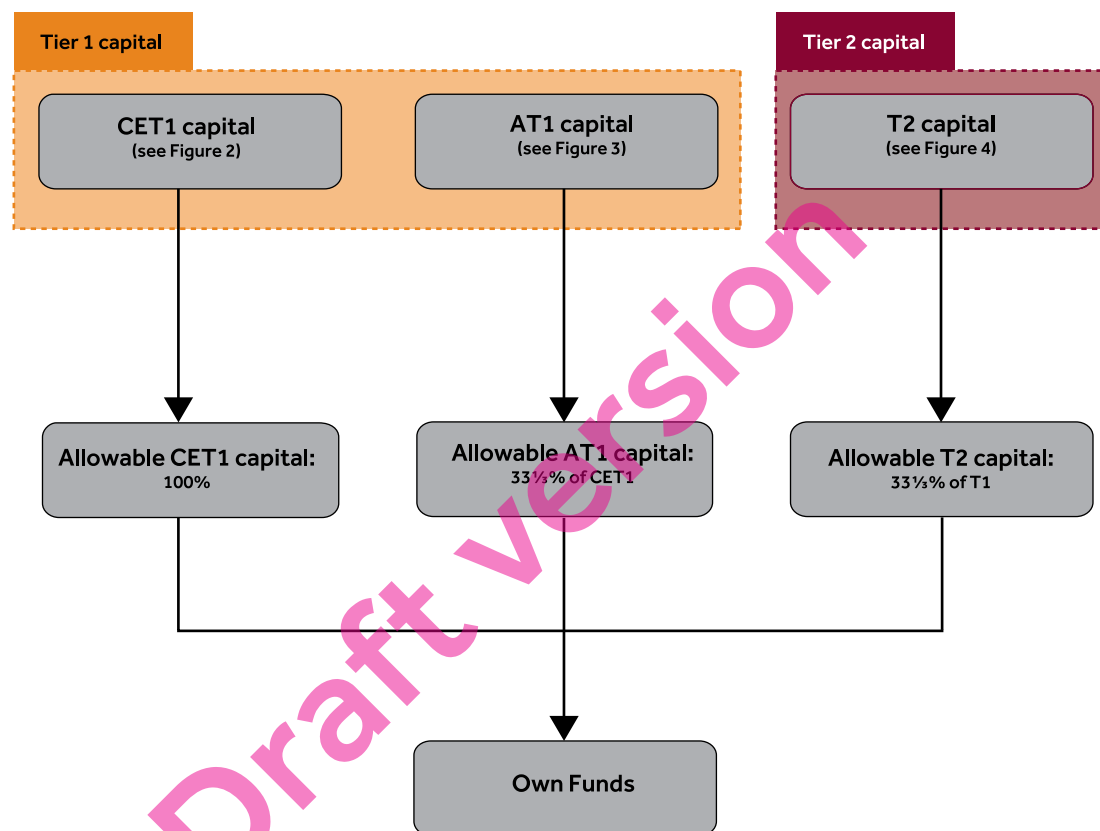 Tier 1 capital
Tier 2 capital
CET1 capital
(see Figure 2)
AT1 capital
(see Figure 3)
T2 capital
(see Figure 4)
Allowable CET1 capital:
100%
Allowable AT1 capital:
33⅓% of CET1
Allowable T2 capital:
33⅓% of T1
Own Funds
Draft version